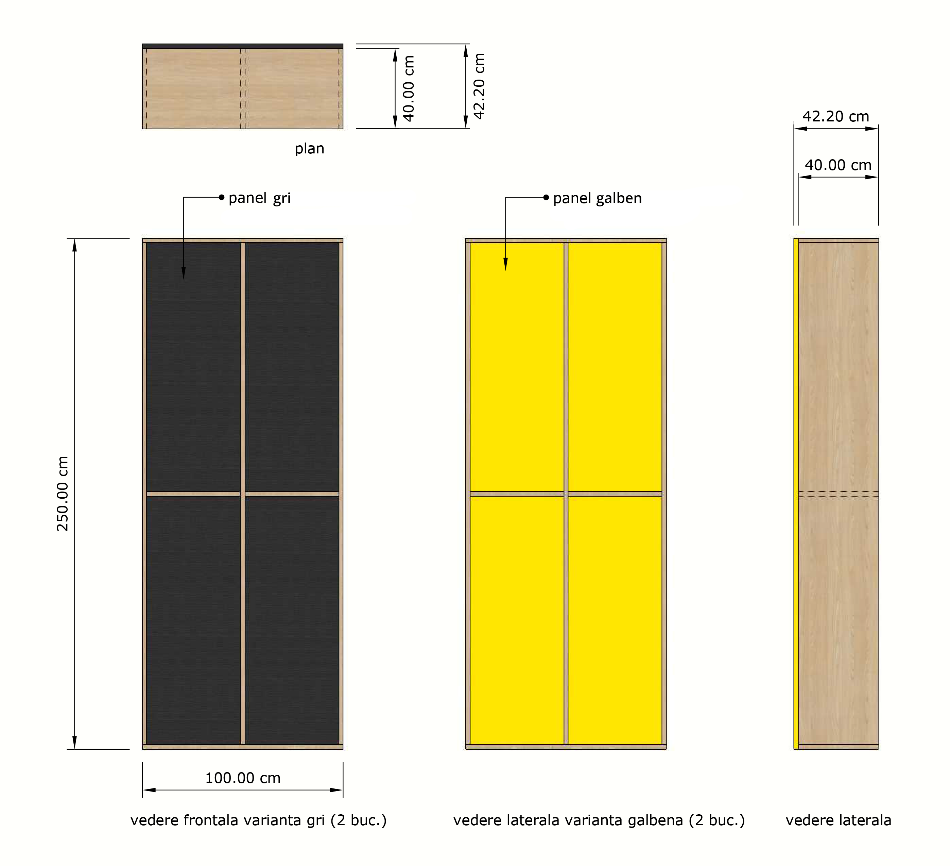 40.00 cm
42.20 cm
plan
42.20 cm
40.00 cm
panel gri
panel galben
250.00 cm
100.00 cm
vedere frontala varianta gri (2 buc.)
vedere laterala varianta galbena (2 buc.)
vedere laterala